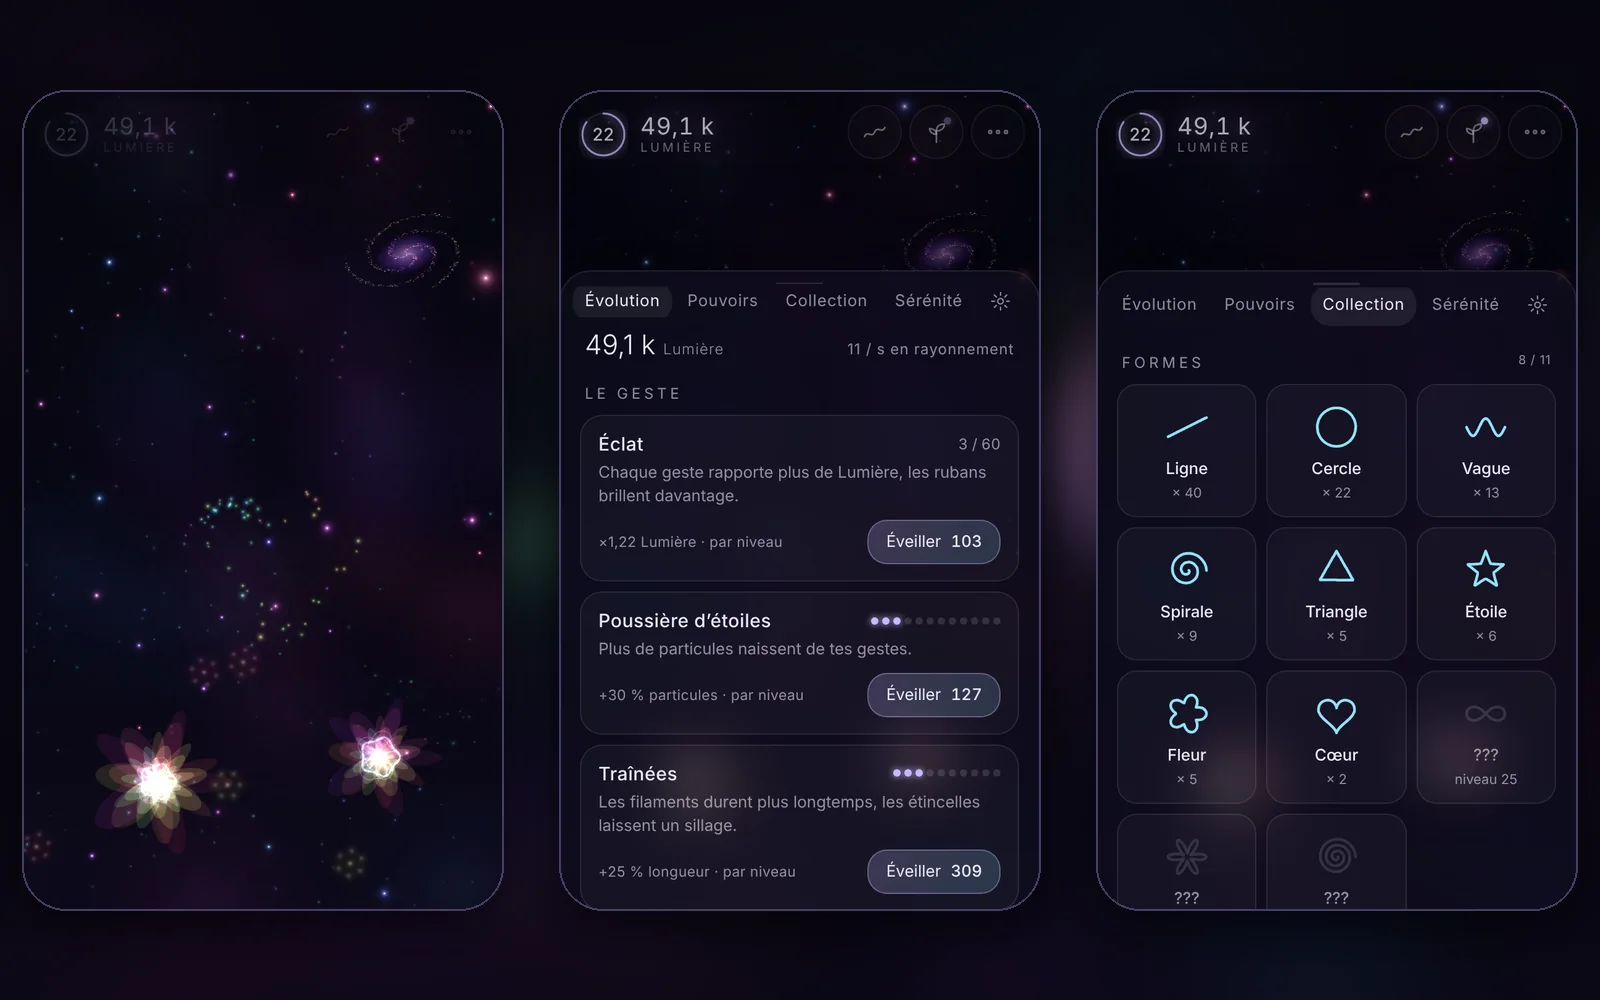 22
49,1 k
LUMIÈRE
22
49,1 k
LUMIÈRE
Évolution Pouvoirs Collection Sérénité
49,1 k Lumière
11 / s en rayonnement
LE GESTE
Éclat
3 / 60
Chaque geste rapporte plus de Lumière, les rubans
brillent davantage.
×1,22 Lumière · par niveau
Éveiller 103
Poussière d’étoiles
Plus de particules naissent de tes gestes.
+30 % particules · par niveau
Éveiller 127
Traînées
Les filaments durent plus longtemps, les étincelles
laissent un sillage.
+25 % longueur · par niveau
Éveiller 309
22
49,1 k
LUMIÈRE
Évolution Pouvoirs Collection Sérénité
FORMES
8 / 11
Ligne
× 40
Cercle
× 22
Vague
× 13
Spirale
× 9
Triangle
× 5
Étoile
× 6
Fleur
× 5
Cœur
× 2
???
niveau 25
???
???